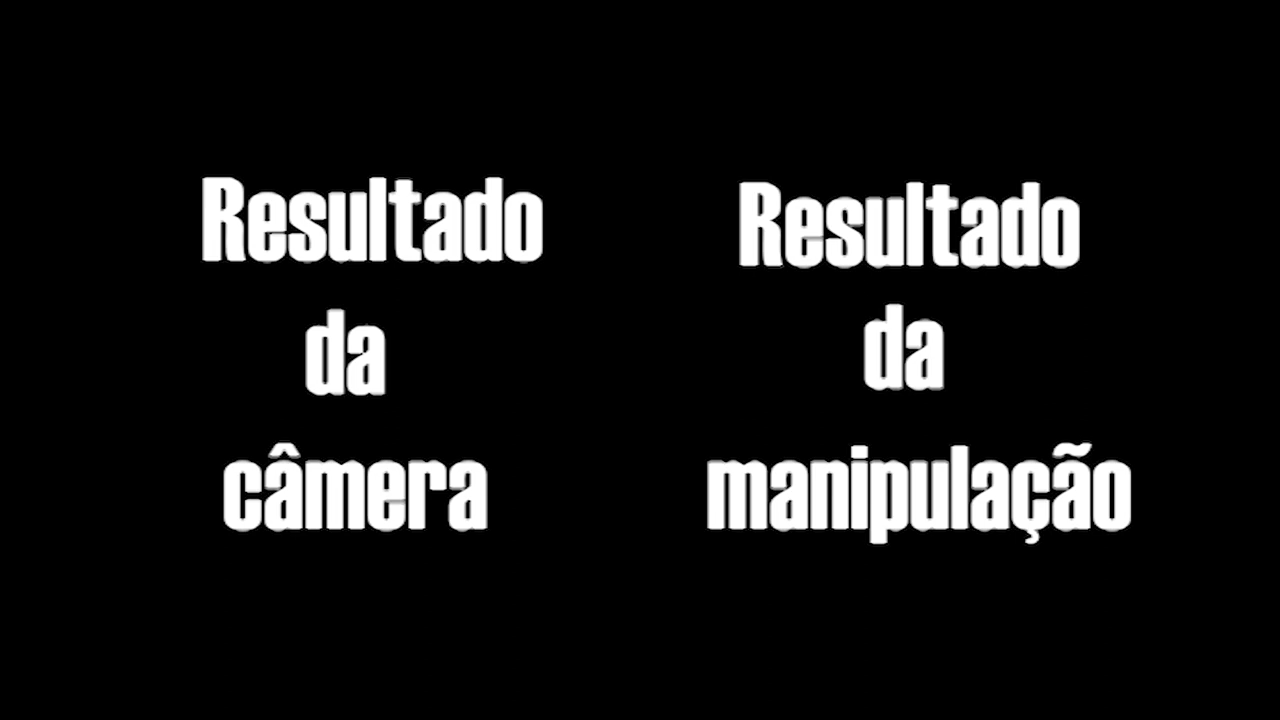 Resultado
da
câmera
Resultado
da
manipulação